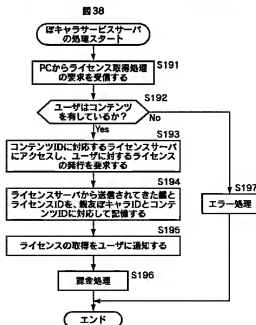 図38
ぽキャラサービスサーバ
の処理スタート
S191
PCからライセンス取得処理
の要求を受信する
S192
ユーザはコンテンツ
を有しているか？
No
Yes
S193
コンテンツIDに対応するライセンスサーバ
にアクセスし、ユーザに対するライセンス
の発行を要求する
S194
ライセンスサーバから送信されてきた鍵と
ライセンスIDを、親友ぽキャラIDとコンテ
ンツIDに対応して記憶する
S197
エラー処理
S195
ライセンスの取得をユーザに通知する
S196
課金処理
エンド